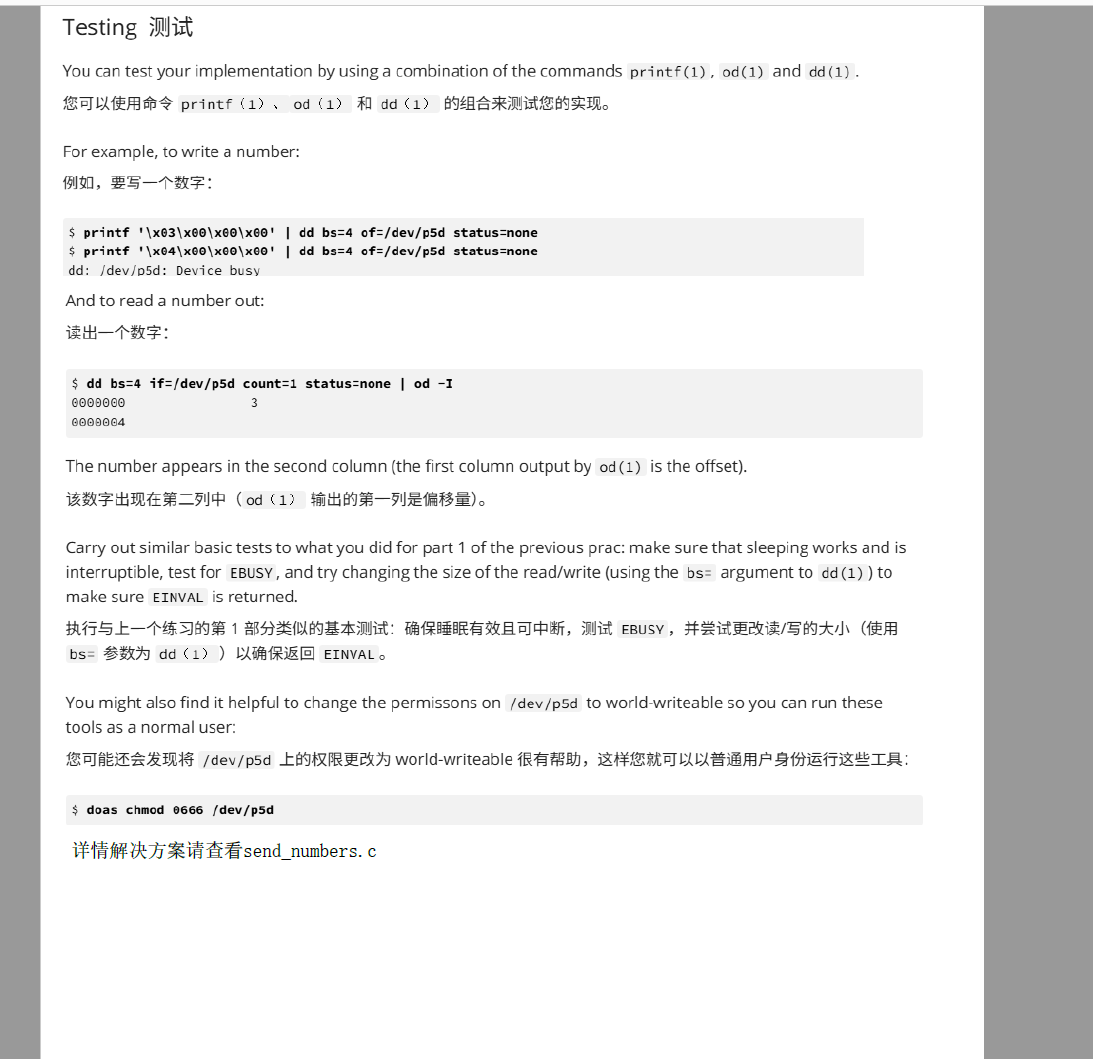 Testing 测试
You can test your implementation by using a combination of the commands printf(1), od(1) and dd(1).
您可以使用命令 printf（1）、 od（1） 和 dd（1） 的组合来测试您的实现。
For example, to write a number:
例如，要写一个数字：
$ printf '\x03\x00\x00\x00' | dd bs=4 of=/dev/p5d status=none
$ printf '\x04\x00\x00\x00' | dd bs=4 of=/dev/p5d status=none
dd: /dev/p5d: Device busy
And to read a number out:
读出一个数字：
$ dd bs=4 if=/dev/p5d count=1 status=none | od -I
0000000 3
0000004
The number appears in the second column (the first column output by od(1) is the offset).
该数字出现在第二列中（ od（1） 输出的第一列是偏移量）。
Carry out similar basic tests to what you did for part 1 of the previous prac: make sure that sleeping works and is
interruptible, test for EBUSY, and try changing the size of the read/write (using the bs= argument to dd(1)) to
make sure EINVAL is returned.
执行与上一个练习的第 1 部分类似的基本测试：确保睡眠有效且可中断，测试 EBUSY，并尝试更改读/写的大小（使用
bs= 参数为 dd（1） ）以确保返回 EINVAL。
You might also find it helpful to change the permissons on /dev/p5d to world-writeable so you can run these
tools as a normal user:
您可能还会发现将 /dev/p5d 上的权限更改为 world-writeable 很有帮助，这样您就可以以普通用户身份运行这些工具：
$ doas chmod 0666 /dev/p5d
详情解决方案请查看send_numbers.c